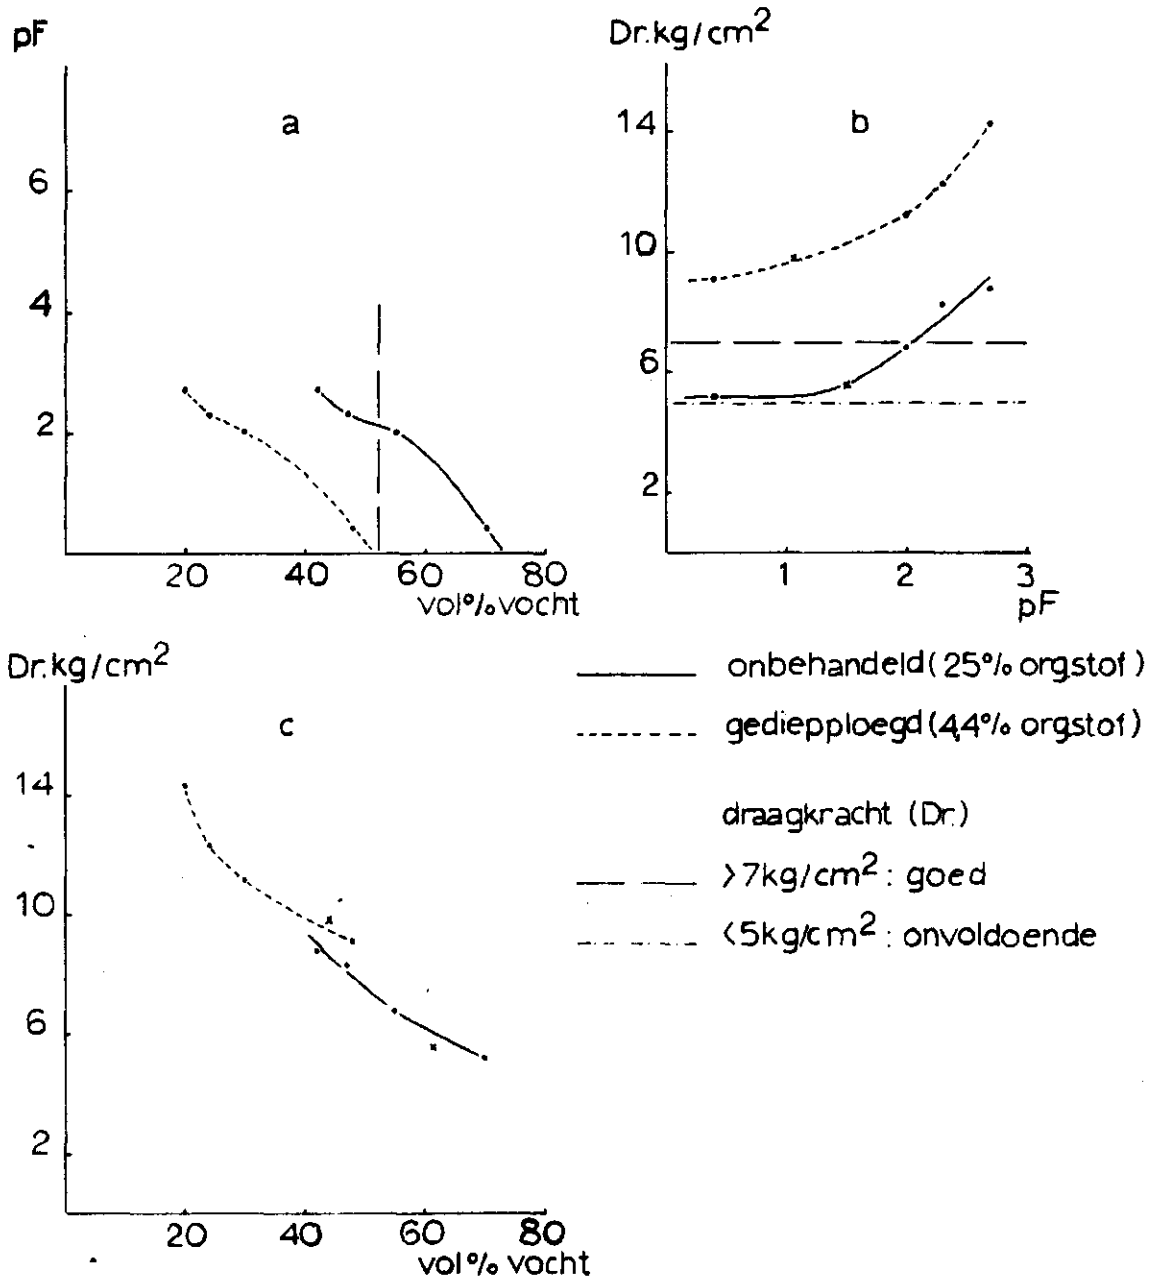 pF
a
6
4
2
20 40 60 80
vol% vocht
Dr.kg/cm2
b
14
10
6
2
1 2 3
pF
Dr.kg/cm2
c
14
10
6
2
20 40 60 80
vol% vocht
onbehandeld (25% org.stof)
gediepploegd (4,4% org.stof)
draagkracht (Dr.)
>7kg/cm2: goed
<5kg/cm2: onvoldoende